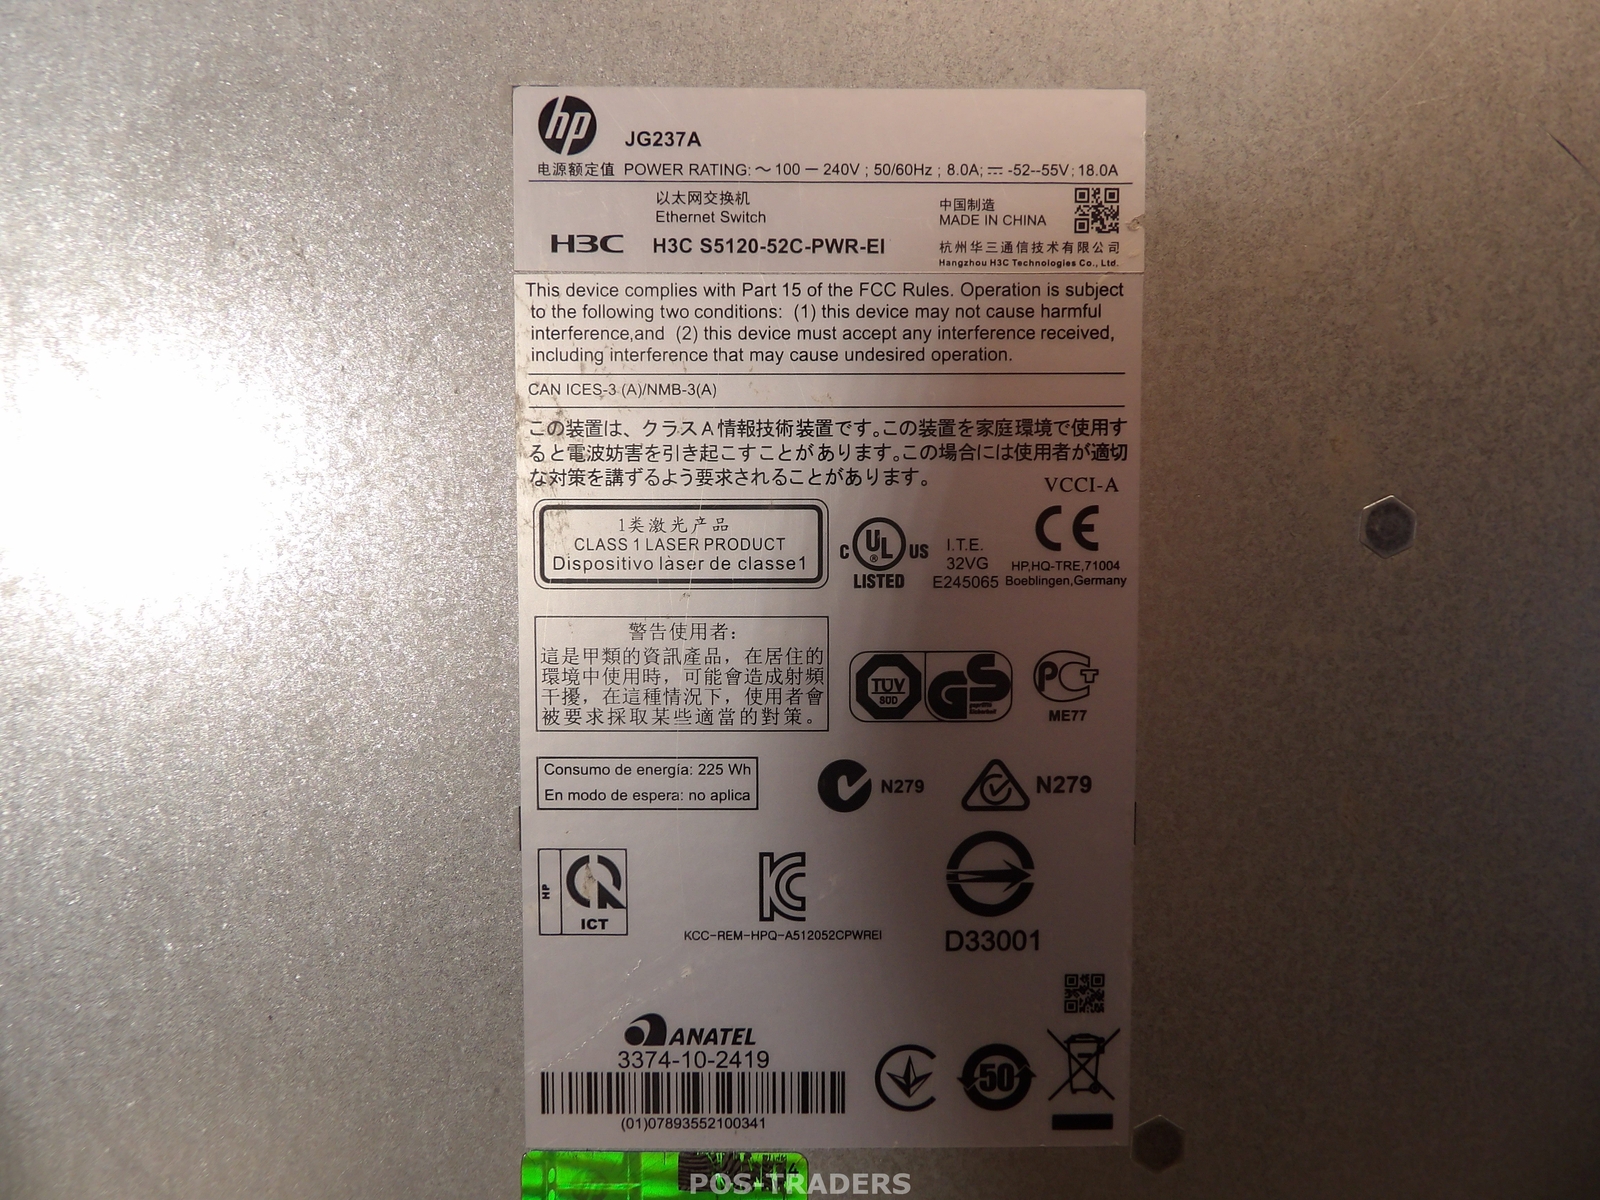 hp
JG237A
电源额定值 POWER RATING: ～ 100 － 240V ; 50/60Hz ; 8.0A; ⎓ -52--55V; 18.0A
以太网交换机
Ethernet Switch
H3C H3C S5120-52C-PWR-EI
中国制造
MADE IN CHINA
杭州华三通信技术有限公司
Hangzhou H3C Technologies Co., Ltd.
This device complies with Part 15 of the FCC Rules. Operation is subject
to the following two conditions: (1) this device may not cause harmful
interference,and (2) this device must accept any interference received,
including interference that may cause undesired operation.
CAN ICES-3 (A)/NMB-3(A)
この装置は、クラスA情報技術装置です。この装置を家庭環境で使用す
ると電波妨害を引き起こすことがあります。この場合には使用者が適切
な対策を講ずるよう要求されることがあります。
VCCI-A
1类激光产品
CLASS 1 LASER PRODUCT
Dispositivo làser de classe1
C UL US
®
LISTED
I.T.E.
32VG
E245065
CE
HP,HQ-TRE,71004
Boeblingen,Germany
警告使用者：
這是甲類的資訊產品，在居住的
環境中使用時，可能會造成射頻
干擾，在這種情況下，使用者會
被要求採取某些適當的對策。
TÜV
SÜD
GS
geprüfte
Sicherheit
PCT
ME77
Consumo de energía: 225 Wh
En modo de espera: no aplica
N279
N279
HP
ICT
KC
KCC-REM-HPQ-A512052CPWREI
D33001
ANATEL
3374-10-2419
(01)07893552100341
50
POS-TRADERS